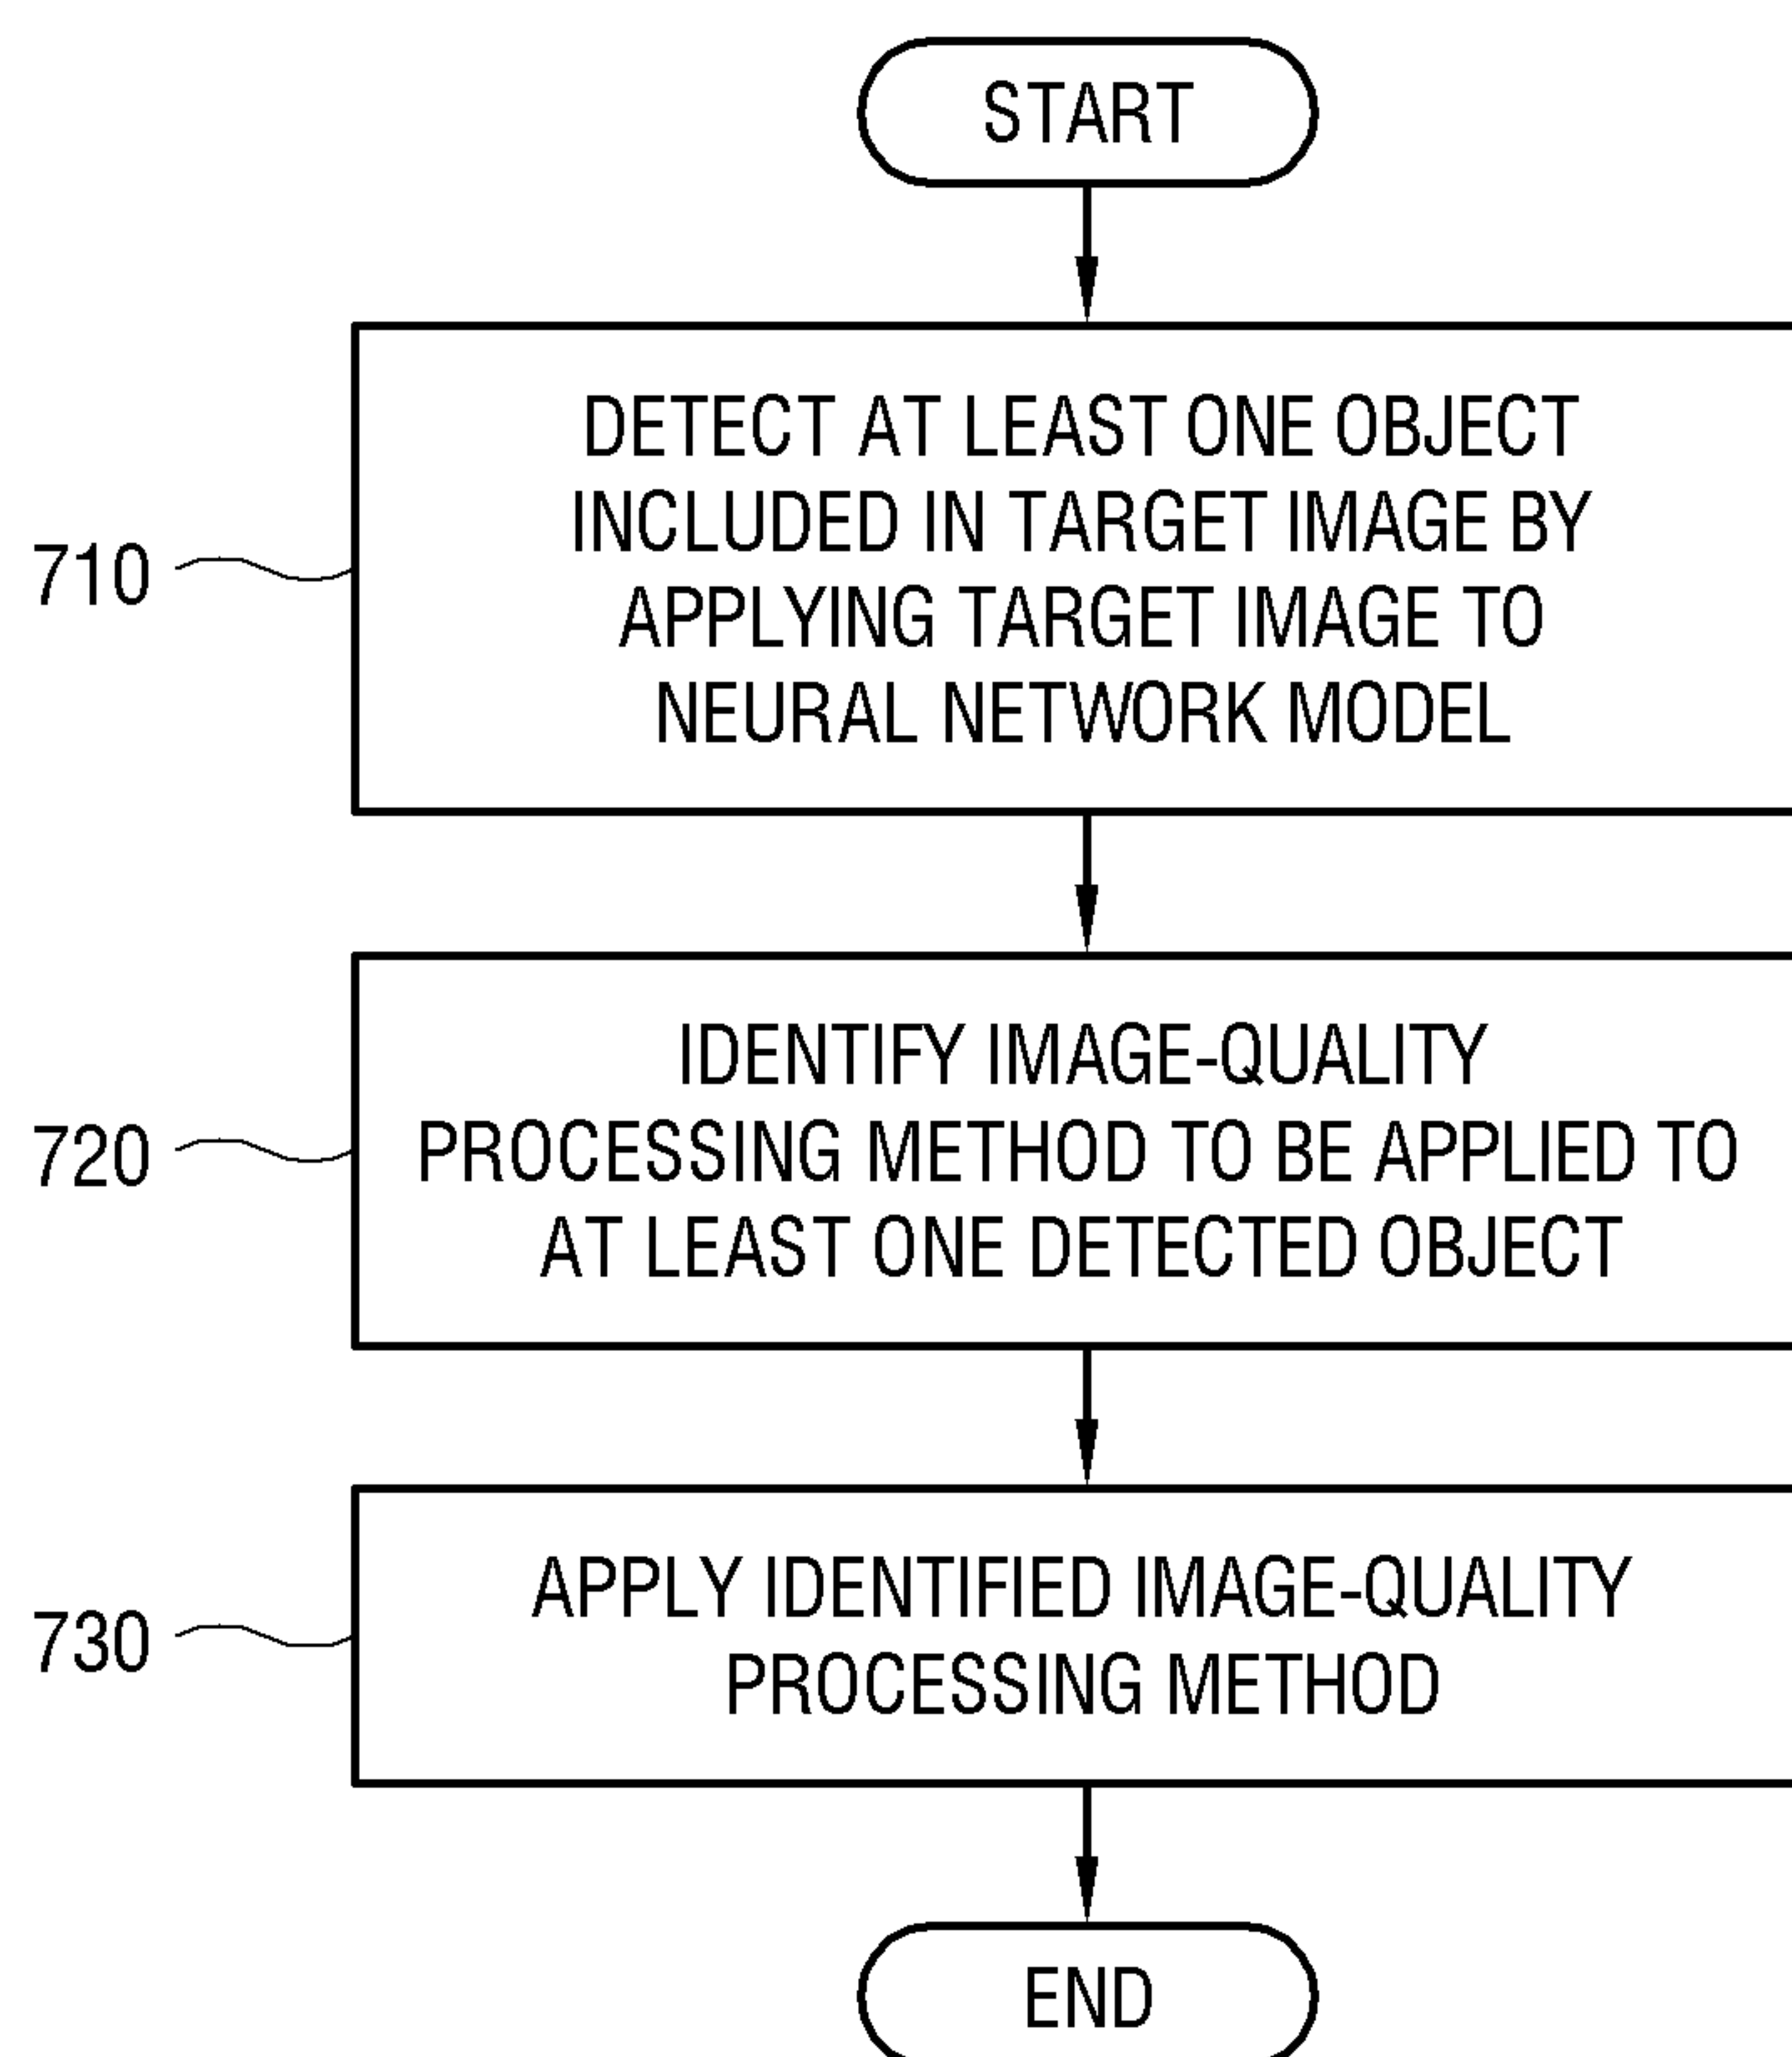 START
DETECT AT LEAST ONE OBJECT
INCLUDED IN TARGET IMAGE BY
APPLYING TARGET IMAGE TO
NEURAL NETWORK MODEL
710
IDENTIFY IMAGE-QUALITY
PROCESSING METHOD TO BE APPLIED TO
AT LEAST ONE DETECTED OBJECT
720
APPLY IDENTIFIED IMAGE-QUALITY
PROCESSING METHOD
730
END